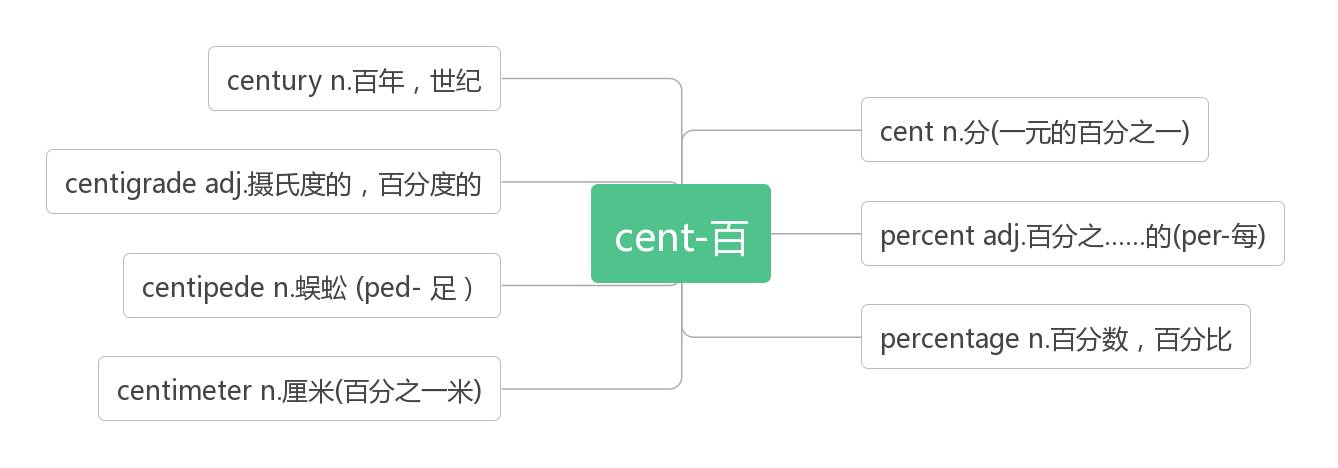 century n.百年，世纪
centigrade adj.摄氏度的，百分度的
centipede n.蜈蚣 (ped- 足 )
centimeter n.厘米(百分之一米)
cent-百
cent n.分(一元的百分之一)
percent adj.百分之……的(per-每)
percentage n.百分数，百分比